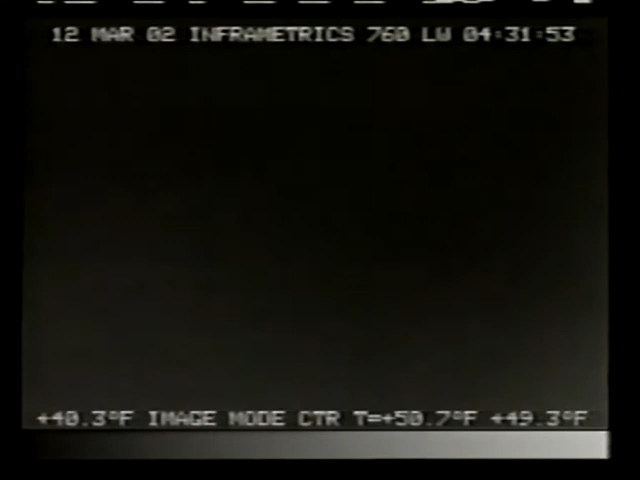 12 MAR 02 INFRAMETRICS 760 LW 04:31:53
+40.3°F IMAGE MODE CTR T=+50.7°F +49.3°F